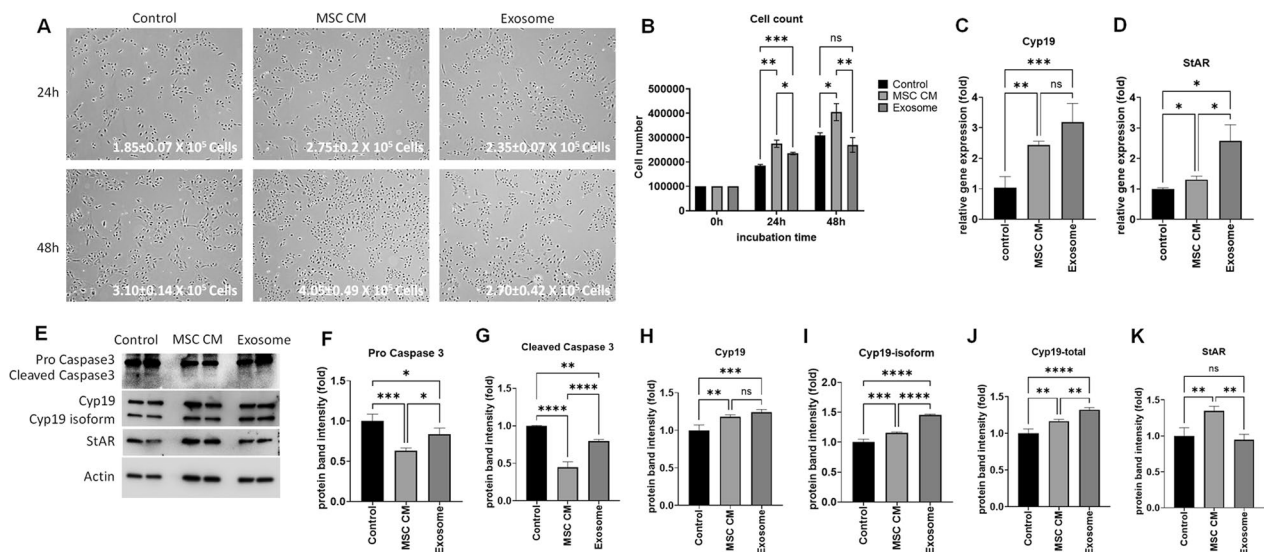 A
Control MSC CM Exosome
24h
1.85±0.07 X 10⁵ Cells
2.75±0.2 X 10⁵ Cells
2.35±0.07 X 10⁵ Cells
48h
3.10±0.14 X 10⁵ Cells
4.05±0.49 X 10⁵ Cells
2.70±0.42 X 10⁵ Cells
B
Cell count
Cell number
500000
400000
300000
200000
100000
*** ** * ns * **
0h 24h 48h
incubation time
Control
MSC CM
Exosome
C
Cyp19
relative gene expression (fold)
4
3
2
1
0
*** ** ns
control MSC CM Exosome
D
StAR
relative gene expression (fold)
4
3
2
1
0
* * *
control MSC CM Exosome
E
Control MSC CM Exosome
Pro Caspase3
Cleaved Caspase3
Cyp19
Cyp19 isoform
StAR
Actin
F
Pro Caspase 3
protein band intensity (fold)
1.5
1.0
0.5
0.0
* *** *
Control MSC CM Exosome
G
Cleaved Caspase 3
protein band intensity (fold)
1.5
1.0
0.5
0.0
** **** ****
Control MSC CM Exosome
H
Cyp19
protein band intensity (fold)
1.5
1.0
0.5
0.0
*** ** ns
Control MSC CM Exosome
I
Cyp19-isoform
protein band intensity (fold)
2.0
1.5
1.0
0.5
0.0
**** *** ****
Control MSC CM Exosome
J
Cyp19-total
protein band intensity (fold)
1.5
1.0
0.5
0.0
**** ** **
Control MSC CM Exosome
K
StAR
protein band intensity (fold)
1.5
1.0
0.5
0.0
ns ** **
Control MSC CM Exosome